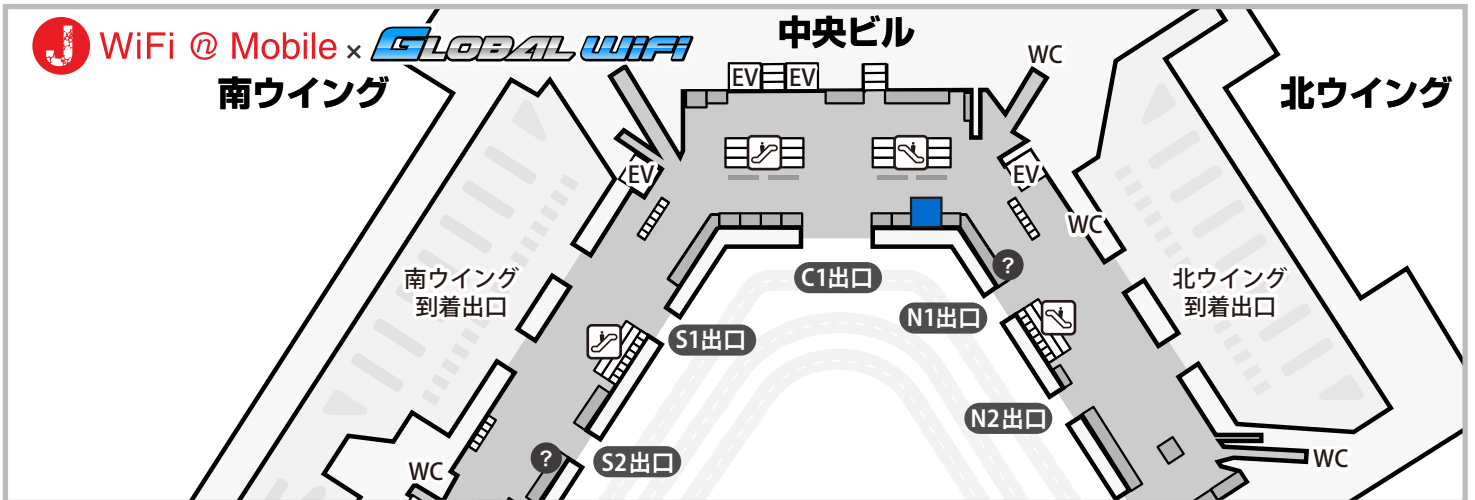 J WiFi n Mobile × GLOBAL WiFi
中央ビル
南ウイング
北ウイング
WC
EV
EV
EV
EV
WC
南ウイング
到着出口
北ウイング
到着出口
C1出口
?
N1出口
S1出口
N2出口
S2出口
?
WC
WC